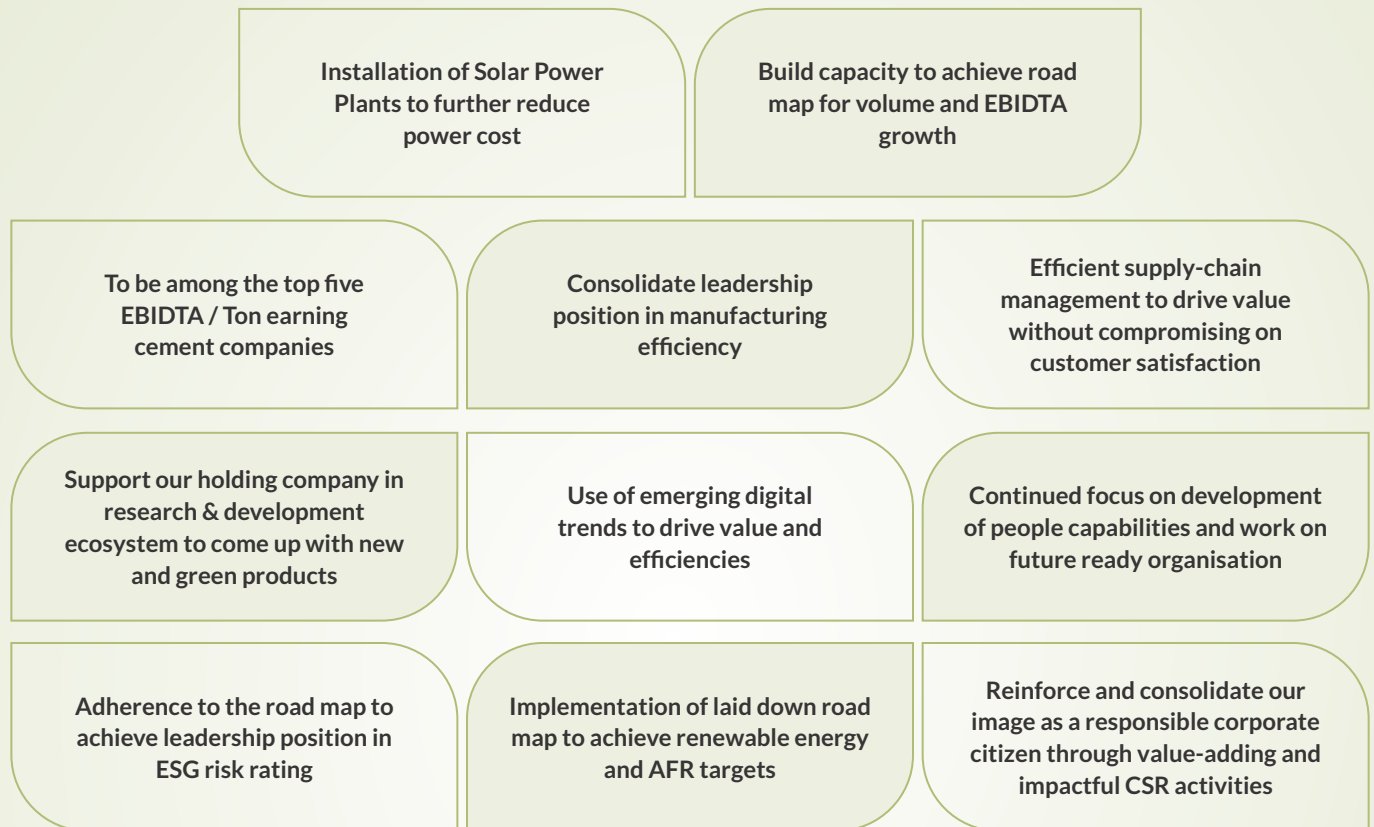 Installation of Solar Power
Plants to further reduce
power cost
Build capacity to achieve road
map for volume and EBIDTA
growth
To be among the top five
EBIDTA / Ton earning
cement companies
Consolidate leadership
position in manufacturing
efficiency
Efficient supply-chain
management to drive value
without compromising on
customer satisfaction
Support our holding company in
research & development
ecosystem to come up with new
and green products
Use of emerging digital
trends to drive value and
efficiencies
Continued focus on development
of people capabilities and work on
future ready organisation
Adherence to the road map to
achieve leadership position in
ESG risk rating
Implementation of laid down road
map to achieve renewable energy
and AFR targets
Reinforce and consolidate our
image as a responsible corporate
citizen through value-adding and
impactful CSR activities